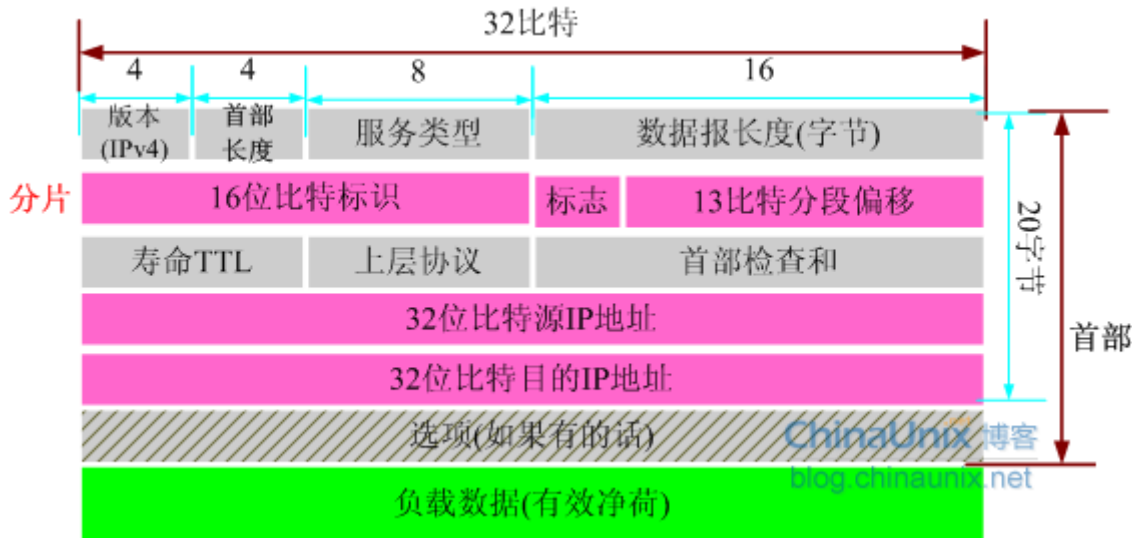 32比特
4 4 8 16
版本
(IPv4)
首部
长度
服务类型
数据报长度(字节)
分片
16位比特标识
标志
13比特分段偏移
寿命TTL
上层协议
首部检查和
20字节
32位比特源IP地址
首部
32位比特目的IP地址
选项(如果有的话)
ChinaUnix 博客
blog.chinaunix.net
负载数据(有效净荷)